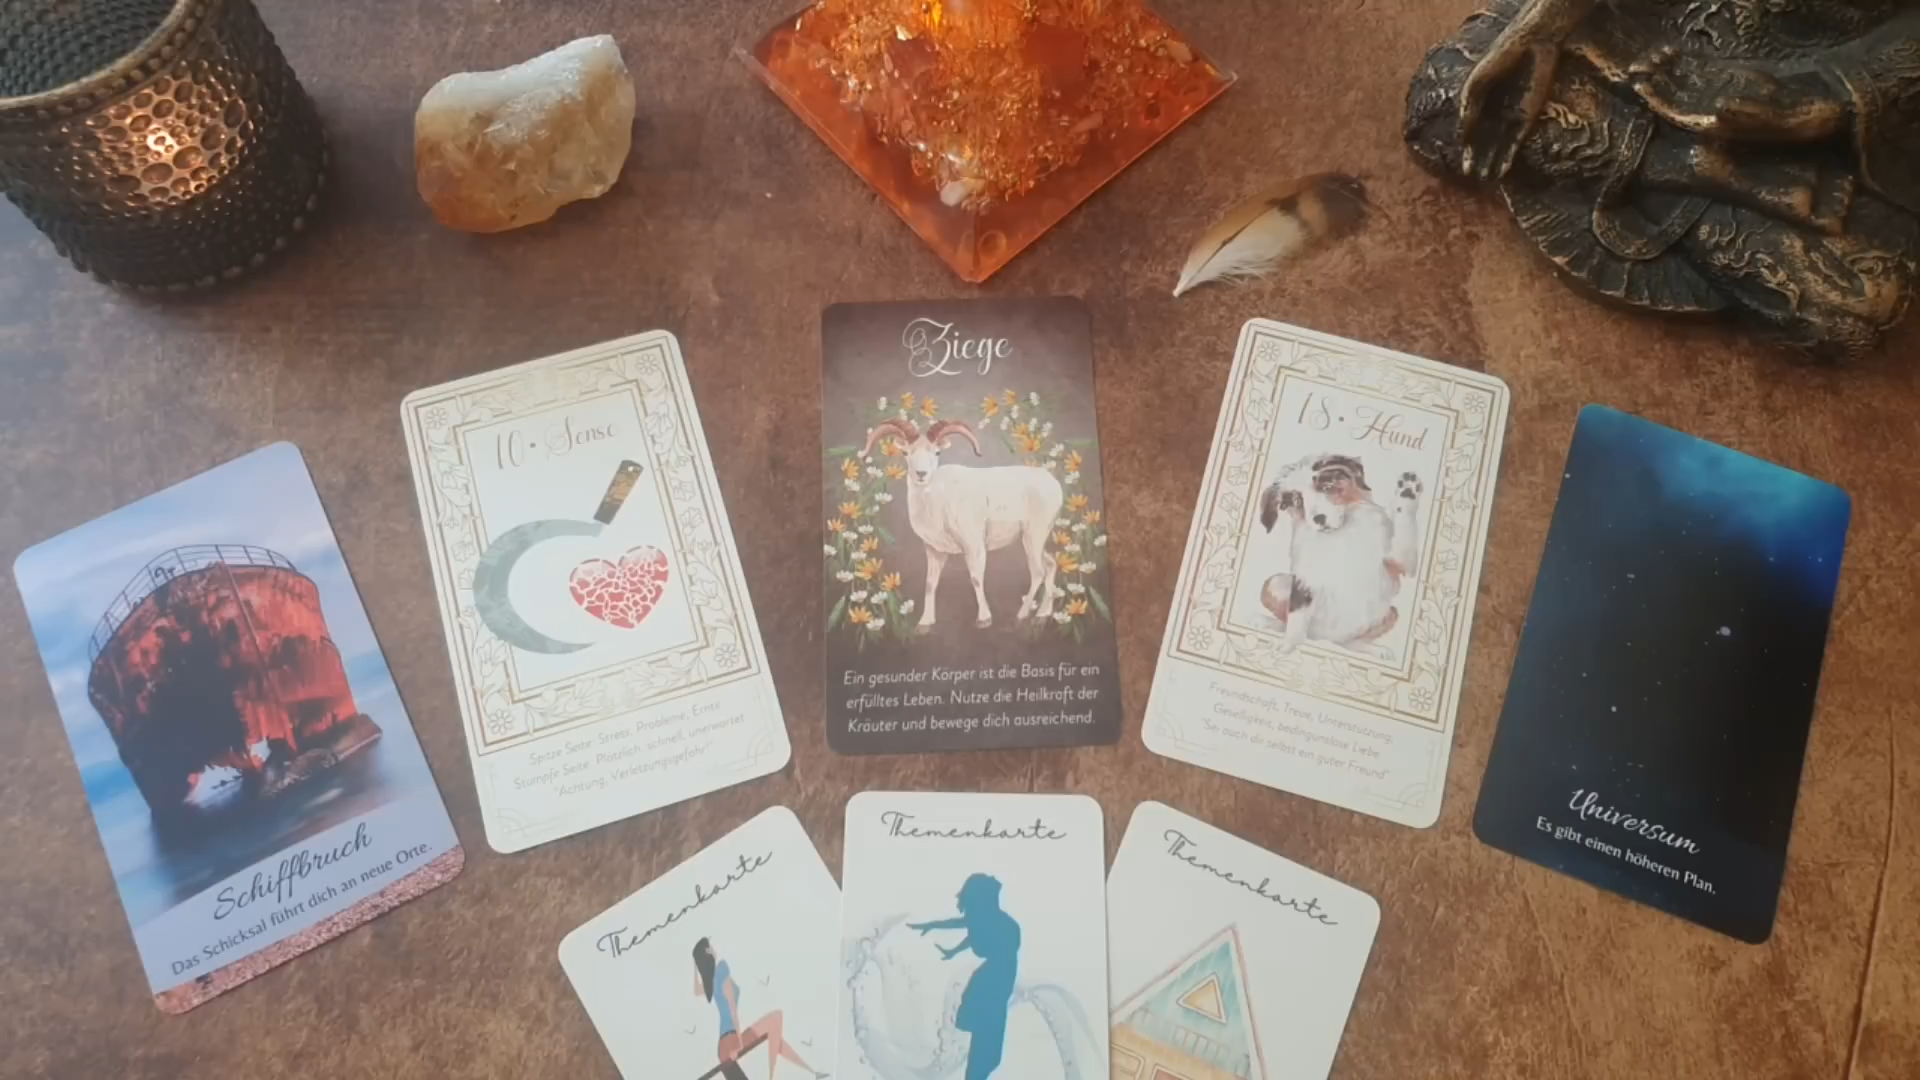 Schiffbruch
Das Schicksal führt dich an neue Orte.
10 • Sense
Spitze Seite: Stress, Probleme, Ernte
Stumpfe Seite: Plötzlich, schnell, unerwartet
"Achtung, Verletzungsgefahr"
Ziege
Ein gesunder Körper ist die Basis für ein
erfülltes Leben. Nutze die Heilkraft der
Kräuter und bewege dich ausreichend.
18 • Hund
Freundschaft, Treue, Unterstützung,
Geselligkeit, bedingungslose Liebe
"Sei auch dir selbst ein guter Freund"
Universum
Es gibt einen höheren Plan.
Themenkarte
Themenkarte
Themenkarte